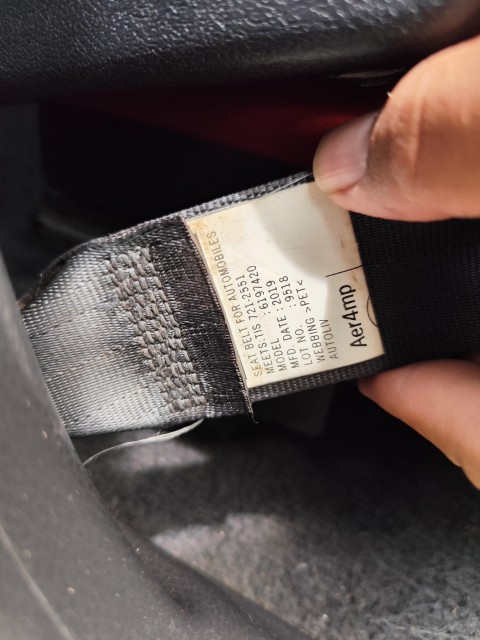 SEAT BELT FOR AUTOMOBILES
MEETS:TIS 721-2551
MODEL : 6197420
MFD. DATE : 2019
LOT NO. : 9518
WEBBING >PET<
AUTOLIV
Aer4mp